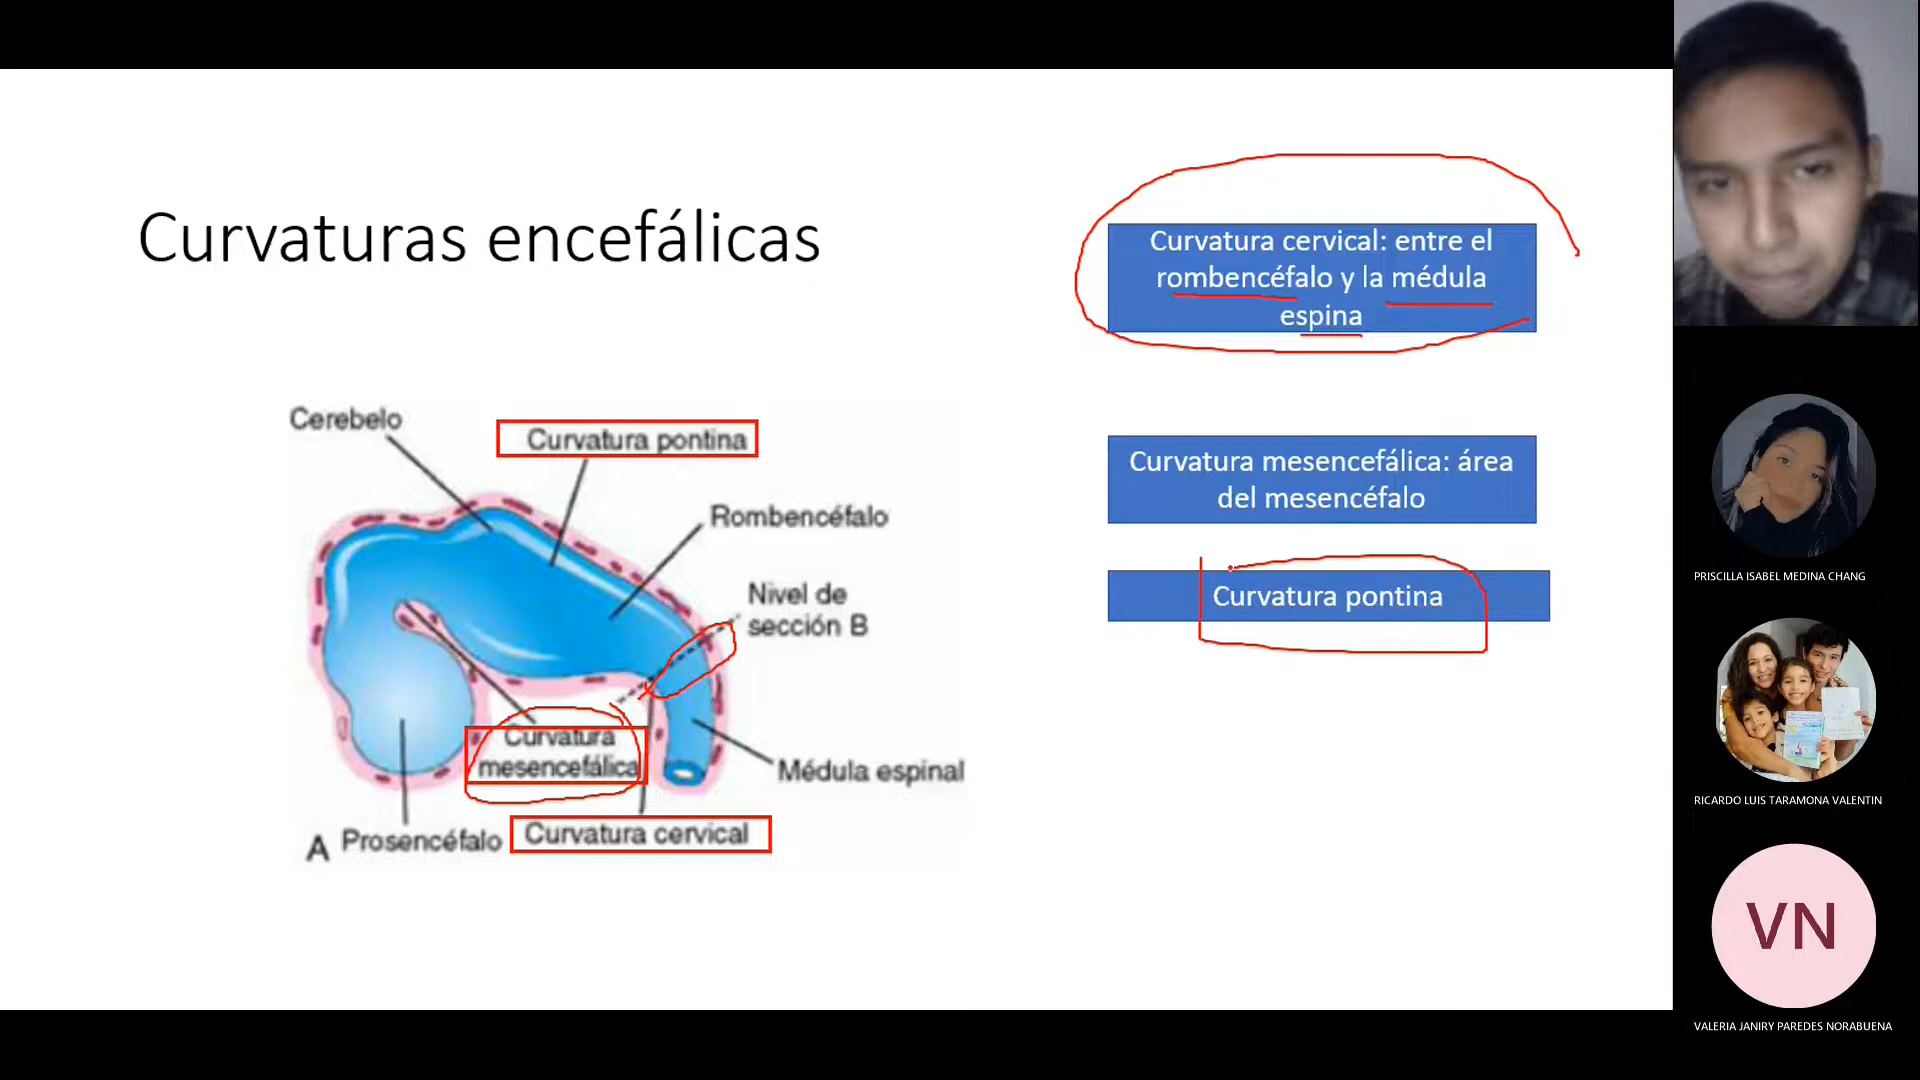 Curvaturas encefálicas
Curvatura cervical: entre el
rombencéfalo y la médula
espina
Curvatura mesencefálica: área
del mesencéfalo
Curvatura pontina
Cerebelo
Curvatura pontina
Rombencéfalo
Nivel de
sección B
Curvatura
mesencefálica
Médula espinal
A Prosencéfalo
Curvatura cervical
PRISCILLA ISABEL MEDINA CHANG
RICARDO LUIS TARAMONA VALENTIN
VN
VALERIA JANIRY PAREDES NORABUENA